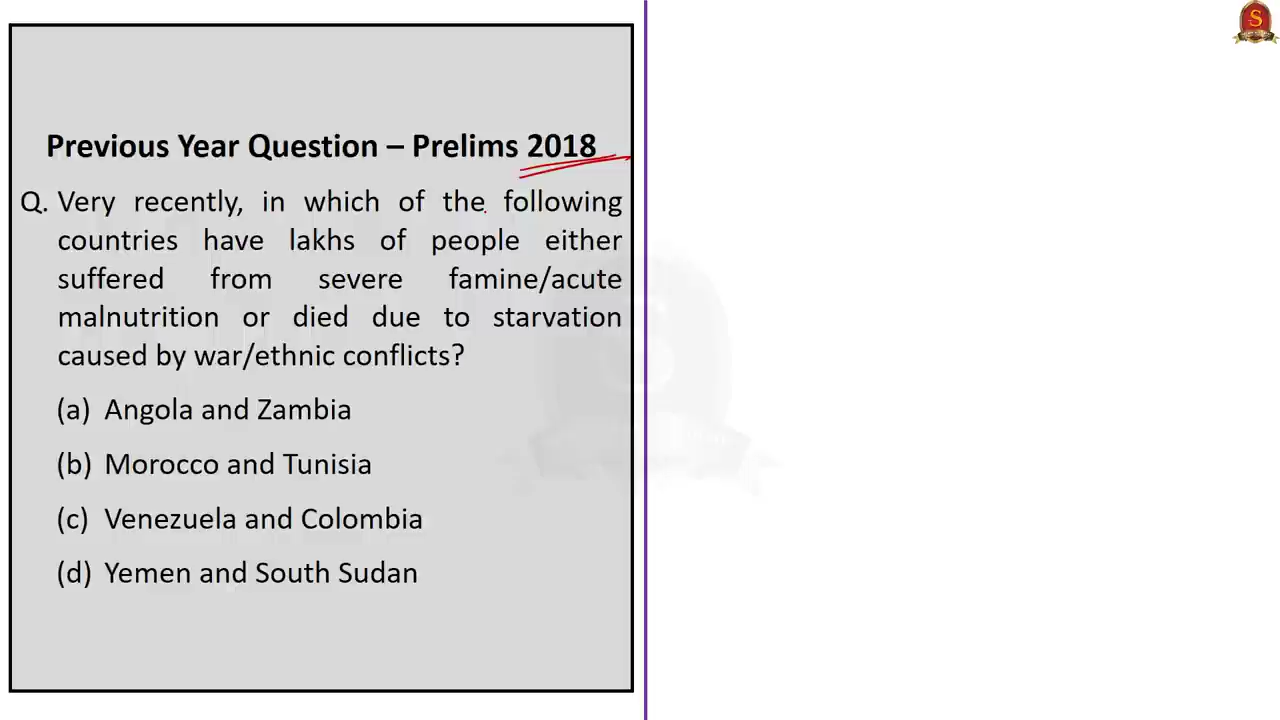 S
Previous Year Question – Prelims 2018
Q. Very recently, in which of the following
countries have lakhs of people either
suffered from severe famine/acute
malnutrition or died due to starvation
caused by war/ethnic conflicts?
(a) Angola and Zambia
(b) Morocco and Tunisia
(c) Venezuela and Colombia
(d) Yemen and South Sudan